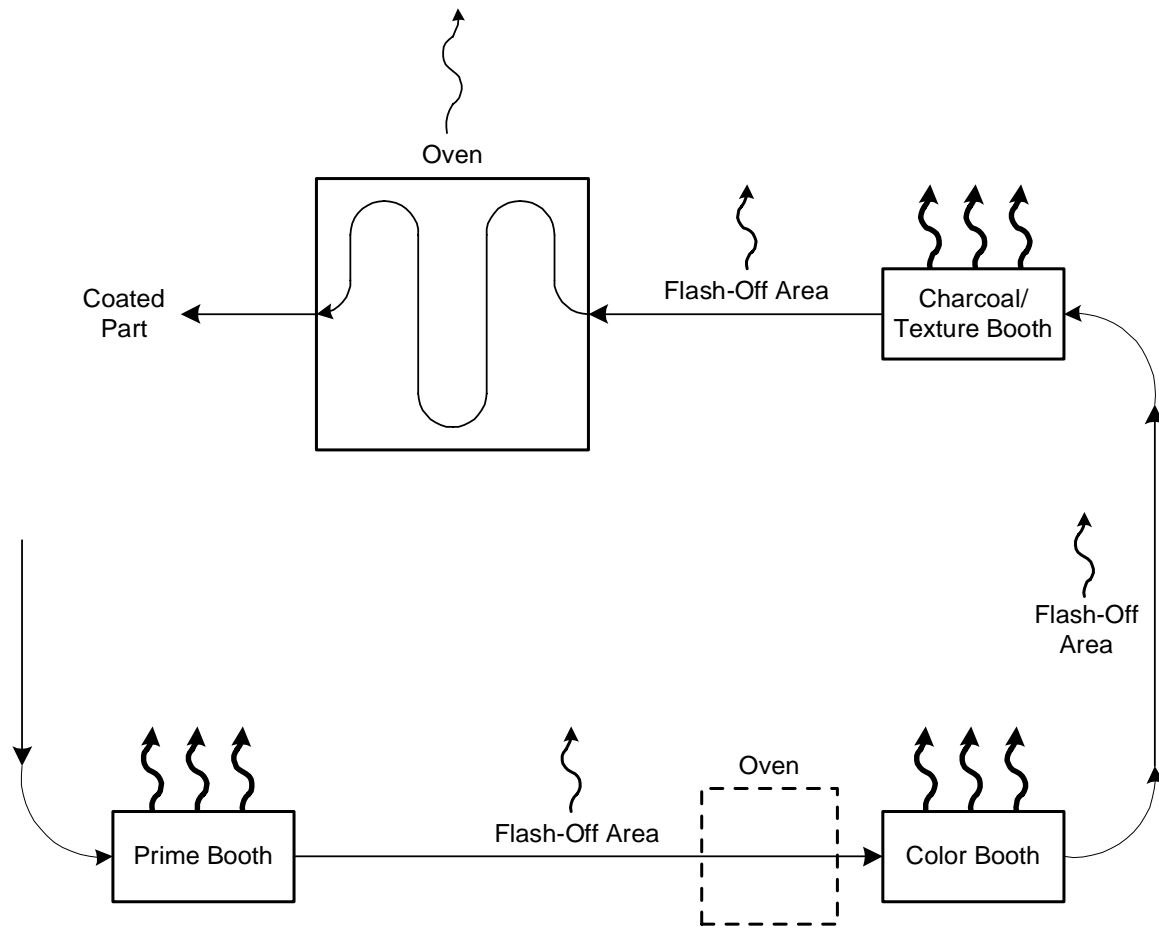 Oven
Flash-Off Area
Charcoal/
Texture Booth
Coated
Part
Flash-Off
Area
Oven
Flash-Off Area
Prime Booth
Color Booth